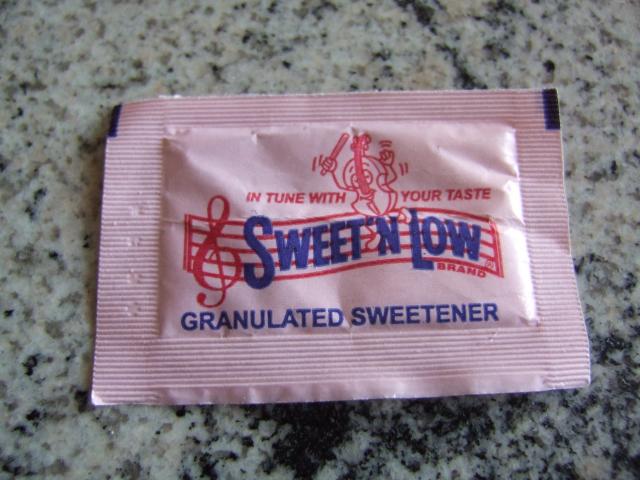 IN TUNE WITH YOUR TASTE
SWEET'N LOW®
BRAND
GRANULATED SWEETENER